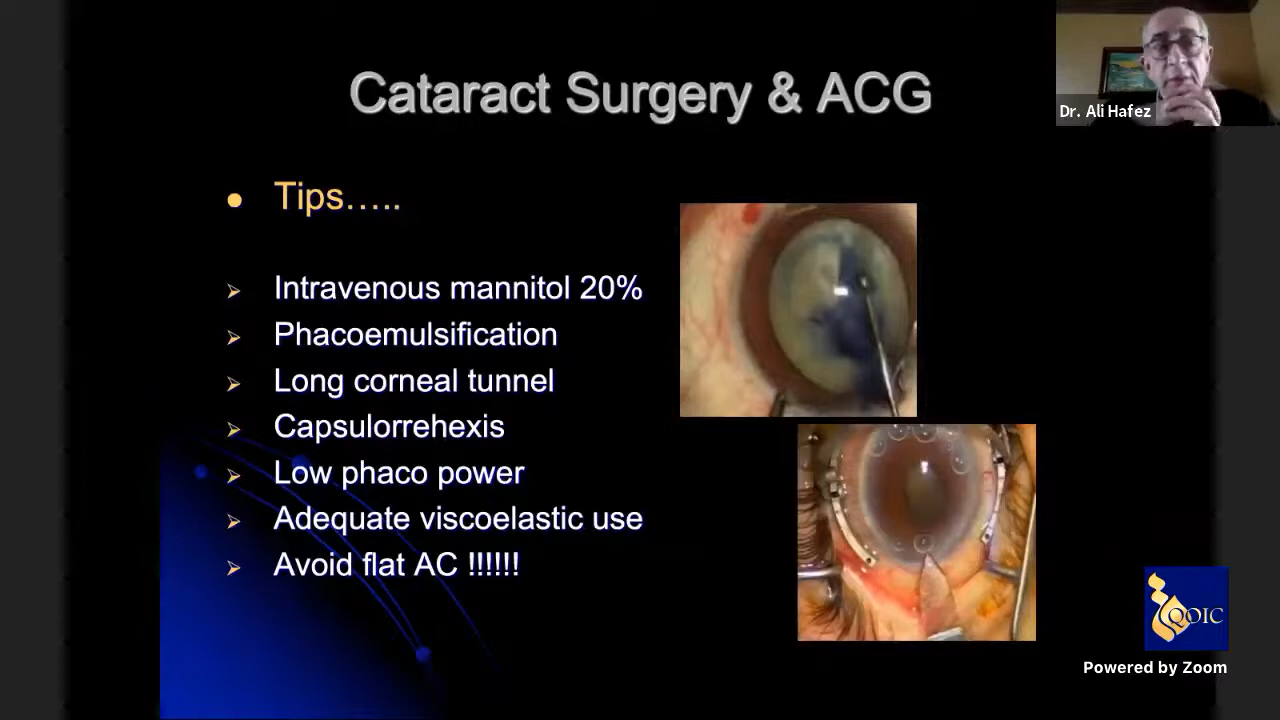 Cataract Surgery & ACG
Dr. Ali Hafez
Tips…..
Intravenous mannitol 20%
Phacoemulsification
Long corneal tunnel
Capsulorrehexis
Low phaco power
Adequate viscoelastic use
Avoid flat AC !!!!!!
QOIC
Powered by Zoom